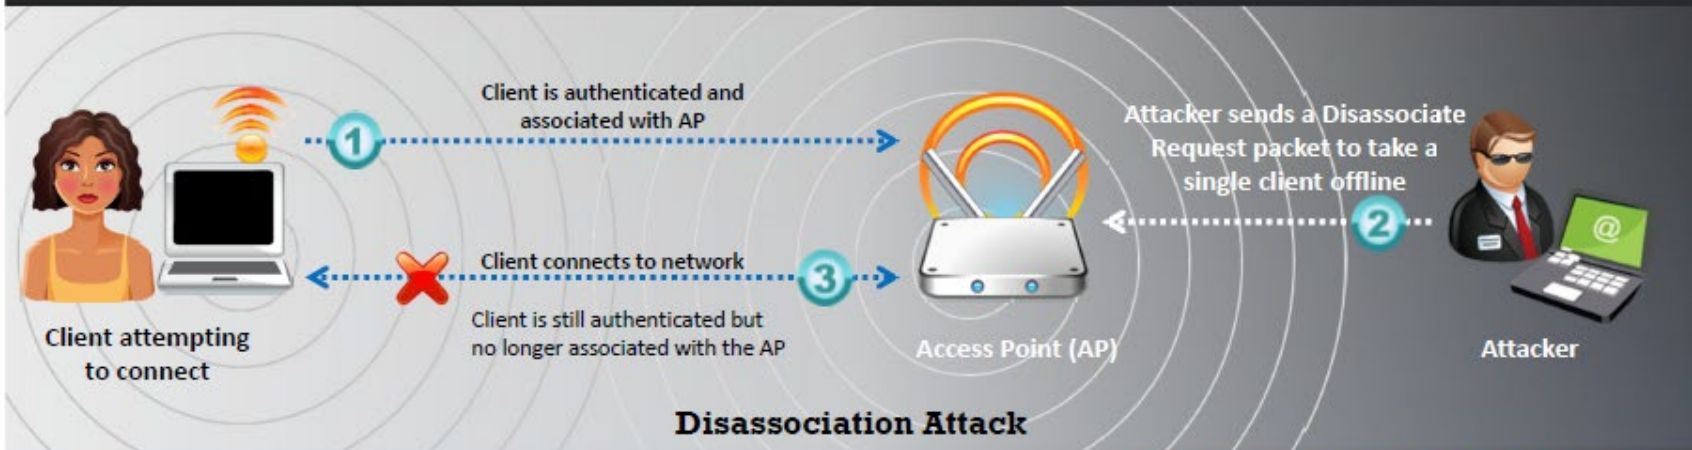 Client is authenticated and
associated with AP
1
Attacker sends a Disassociate
Request packet to take a
single client offline
2
@
Client connects to network
3
Client is still authenticated but
no longer associated with the AP
Client attempting
to connect
Access Point (AP)
Attacker
Disassociation Attack